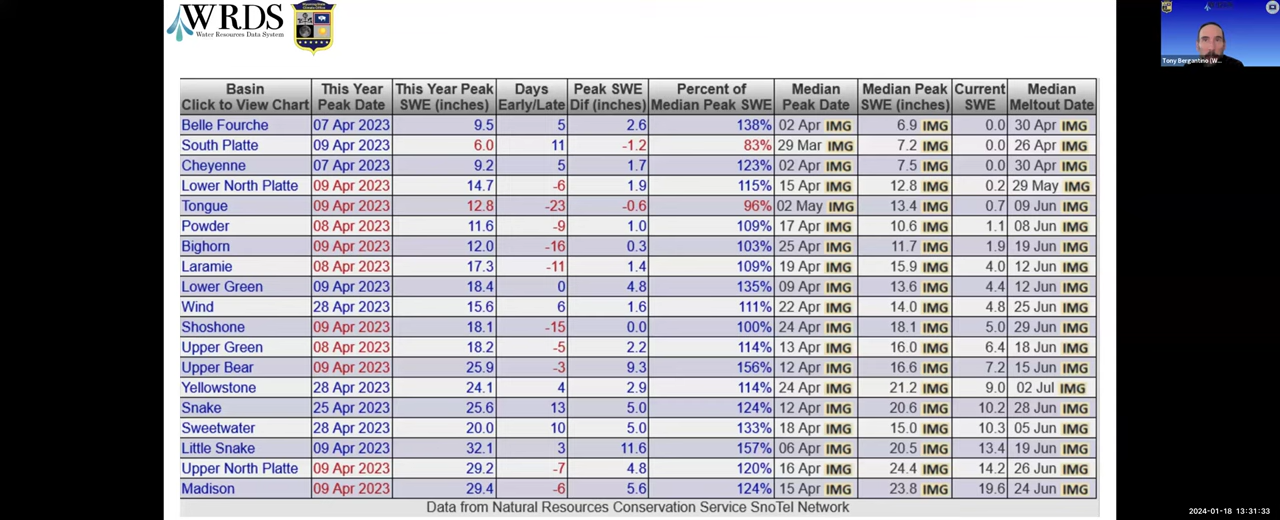 WRDS
Water Resources Data System
Tony Bergantino (W...
Basin This Year This Year Peak Days Peak SWE Percent of Median Median Peak Current Median
Click to View Chart Peak Date SWE (inches) Early/Late Dif (inches) Median Peak SWE Peak Date SWE (inches) SWE Meltout Date
Belle Fourche 07 Apr 2023 9.5 5 2.6 138% 02 Apr IMG 6.9 IMG 0.0 30 Apr IMG
South Platte 09 Apr 2023 6.0 11 -1.2 83% 29 Mar IMG 7.2 IMG 0.0 26 Apr IMG
Cheyenne 07 Apr 2023 9.2 5 1.7 123% 02 Apr IMG 7.5 IMG 0.0 30 Apr IMG
Lower North Platte 09 Apr 2023 14.7 -6 1.9 115% 15 Apr IMG 12.8 IMG 0.2 29 May IMG
Tongue 09 Apr 2023 12.8 -23 -0.6 96% 02 May IMG 13.4 IMG 0.7 09 Jun IMG
Powder 08 Apr 2023 11.6 -9 1.0 109% 17 Apr IMG 10.6 IMG 1.1 08 Jun IMG
Bighorn 09 Apr 2023 12.0 -16 0.3 103% 25 Apr IMG 11.7 IMG 1.9 19 Jun IMG
Laramie 08 Apr 2023 17.3 -11 1.4 109% 19 Apr IMG 15.9 IMG 4.0 12 Jun IMG
Lower Green 09 Apr 2023 18.4 0 4.8 135% 09 Apr IMG 13.6 IMG 4.4 12 Jun IMG
Wind 28 Apr 2023 15.6 6 1.6 111% 22 Apr IMG 14.0 IMG 4.8 25 Jun IMG
Shoshone 09 Apr 2023 18.1 -15 0.0 100% 24 Apr IMG 18.1 IMG 5.0 29 Jun IMG
Upper Green 08 Apr 2023 18.2 -5 2.2 114% 13 Apr IMG 16.0 IMG 6.4 18 Jun IMG
Upper Bear 09 Apr 2023 25.9 -3 9.3 156% 12 Apr IMG 16.6 IMG 7.2 15 Jun IMG
Yellowstone 28 Apr 2023 24.1 4 2.9 114% 24 Apr IMG 21.2 IMG 9.0 02 Jul IMG
Snake 25 Apr 2023 25.6 13 5.0 124% 12 Apr IMG 20.6 IMG 10.2 28 Jun IMG
Sweetwater 28 Apr 2023 20.0 10 5.0 133% 18 Apr IMG 15.0 IMG 10.3 05 Jun IMG
Little Snake 09 Apr 2023 32.1 3 11.6 157% 06 Apr IMG 20.5 IMG 13.4 19 Jun IMG
Upper North Platte 09 Apr 2023 29.2 -7 4.8 120% 16 Apr IMG 24.4 IMG 14.2 26 Jun IMG
Madison 09 Apr 2023 29.4 -6 5.6 124% 15 Apr IMG 23.8 IMG 19.6 24 Jun IMG
Data from Natural Resources Conservation Service SnoTel Network
2024-01-18 13:31:33